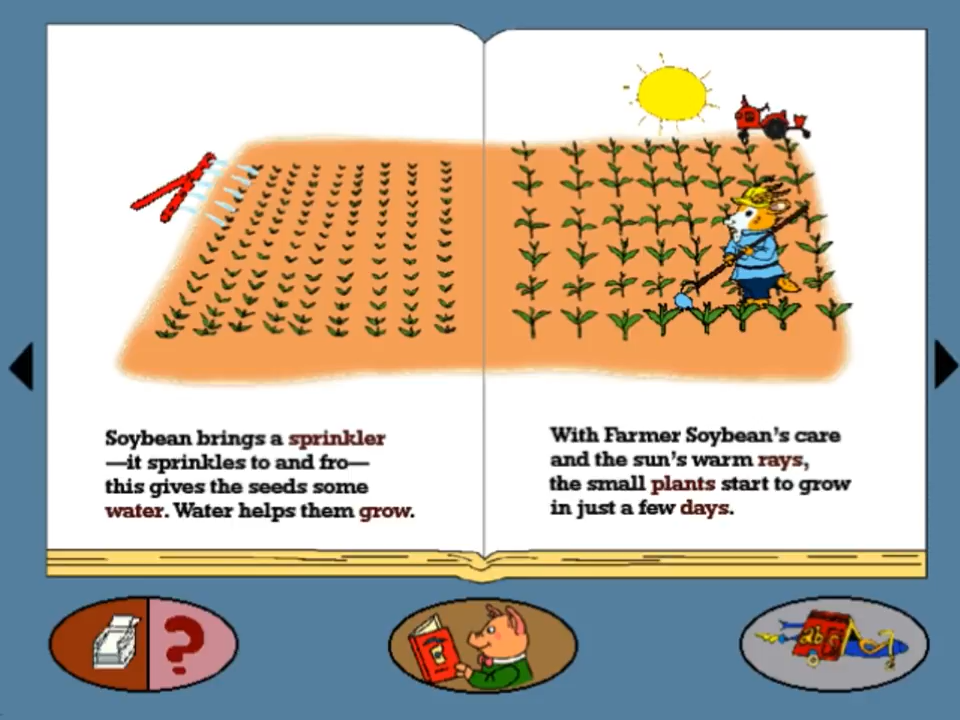 Soybean brings a sprinkler
—it sprinkles to and fro—
this gives the seeds some
water. Water helps them grow.
With Farmer Soybean's care
and the sun's warm rays,
the small plants start to grow
in just a few days.
?
abc